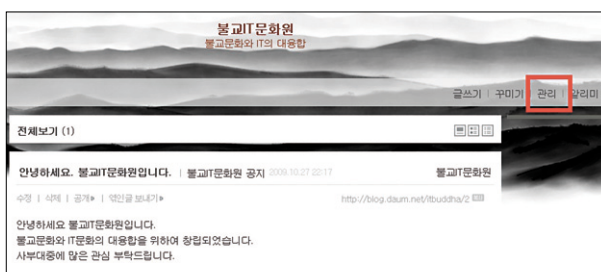 불교IT문화원
불교문화와 IT의 대융합
글쓰기 | 꾸미기 | 관리 | 알리미
전체보기 (1)
안녕하세요. 불교IT문화원입니다. | 불교IT문화원 공지 2009.10.27 22:17 불교IT문화원
수정 | 삭제 | 공개▶ | 엮인글 보내기▶ http://blog.daum.net/itbuddha/2
안녕하세요 불교IT문화원입니다.
불교문화와 IT문화의 대융합을 위하여 창립되었습니다.
사부대중에 많은 관심 부탁드립니다.